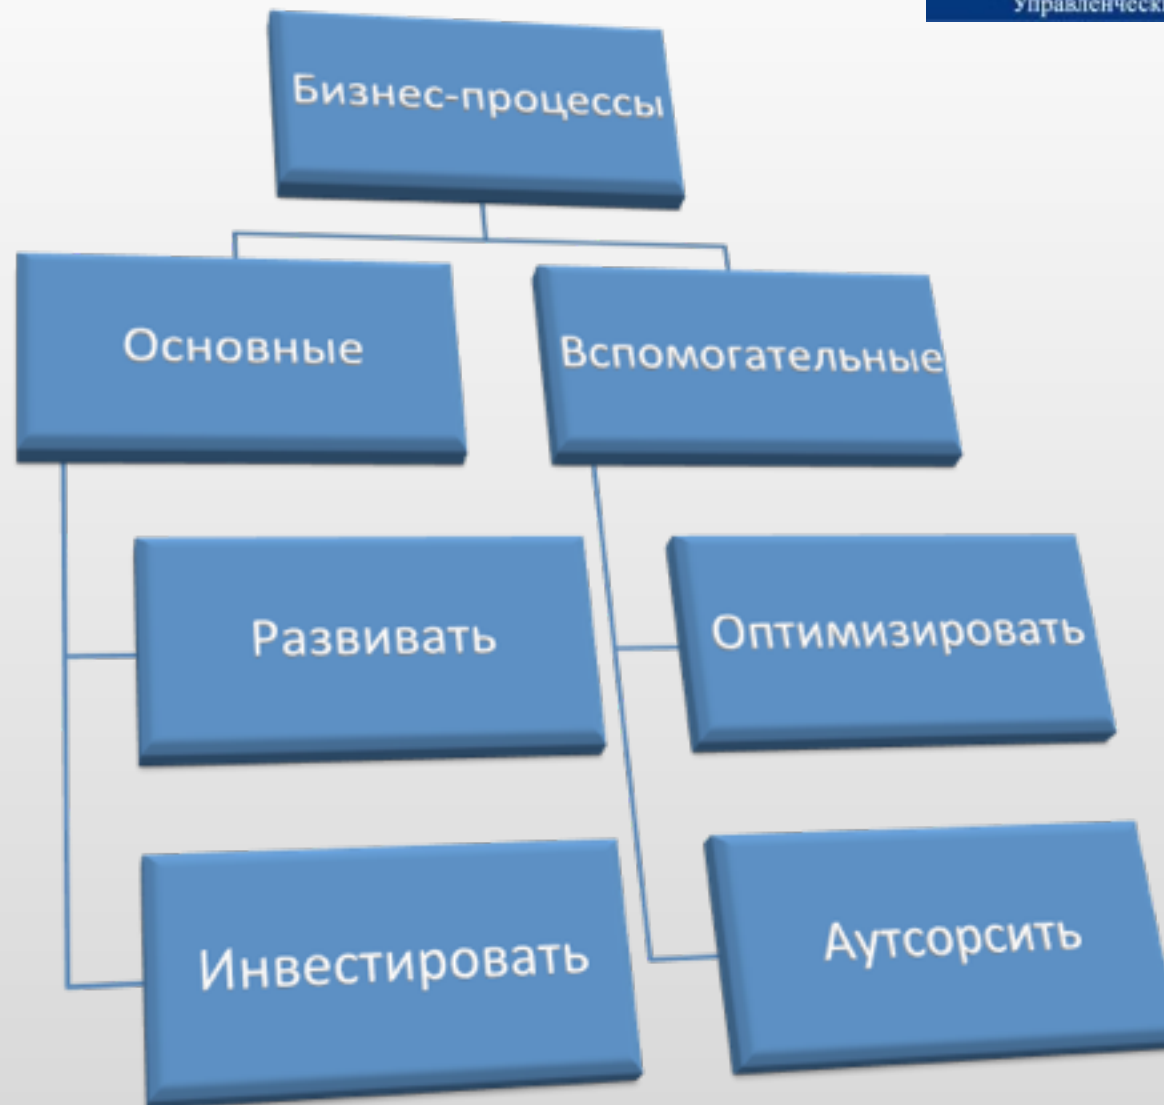 Бизнес-процессы
Основные
Вспомогательные
Развивать
Оптимизировать
Инвестировать
Аутсорсить